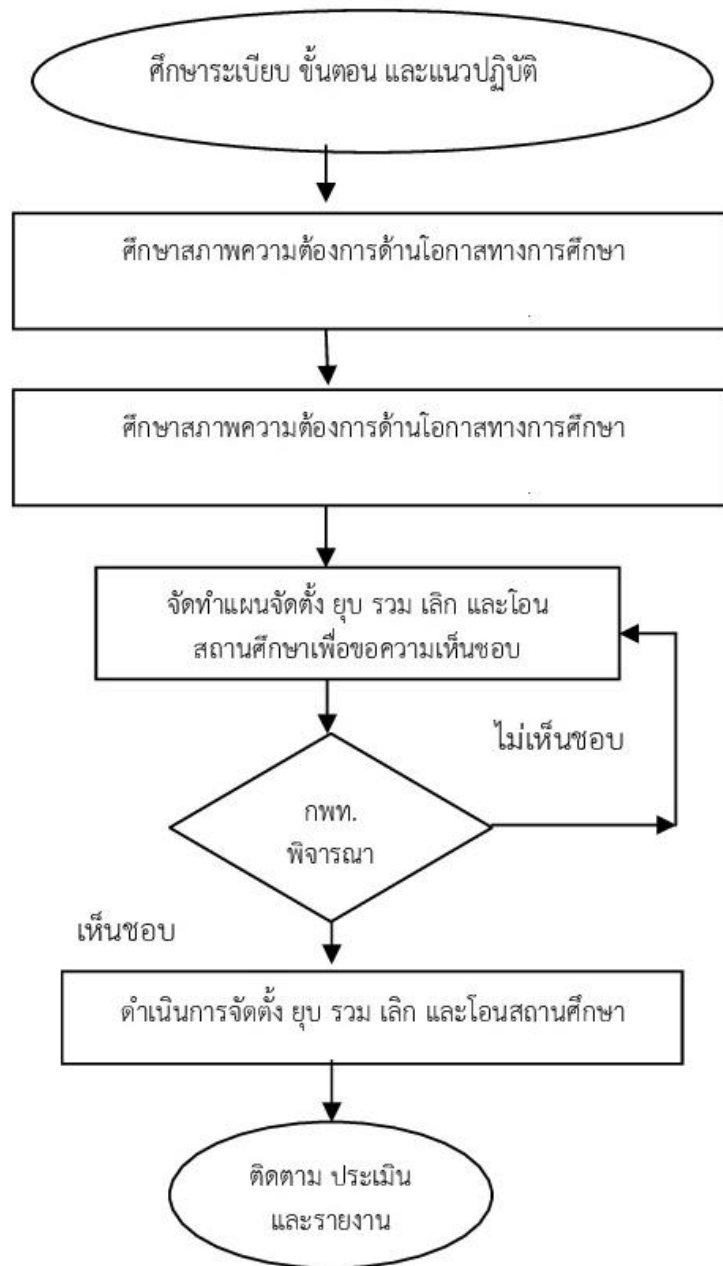 ศึกษาระเบียบ ขั้นตอน และแนวปฏิบัติ
ศึกษาสภาพความต้องการด้านโอกาสทางการศึกษา
ศึกษาสภาพความต้องการด้านโอกาสทางการศึกษา
จัดทำแผนจัดตั้ง ยุบ รวม เลิก และโอน
สถานศึกษาเพื่อขอความเห็นชอบ
ไม่เห็นชอบ
กพท.
พิจารณา
เห็นชอบ
ดำเนินการจัดตั้ง ยุบ รวม เลิก และโอนสถานศึกษา
ติดตาม ประเมิน
และรายงาน